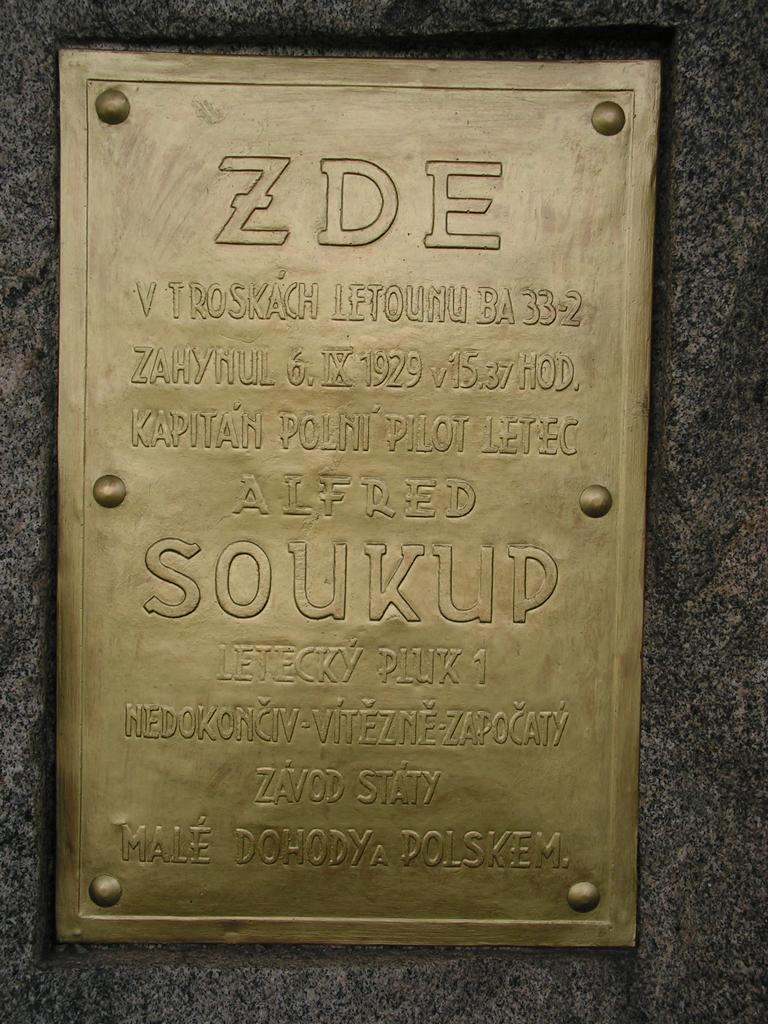 ZDE
V TROSKÁCH LETOUNU BA 33-2
ZAHYNUL 6. IX 1929 v 15.37 HOD.
KAPITÁN POLNÍ PILOT LETEC
ALFRED
SOUKUP
LETECKÝ PLUK 1
NEDOKONČIV-VÍTĚZNĚ-ZAPOČATÝ
ZÁVOD STÁTY
MALÉ DOHODY A POLSKEM.